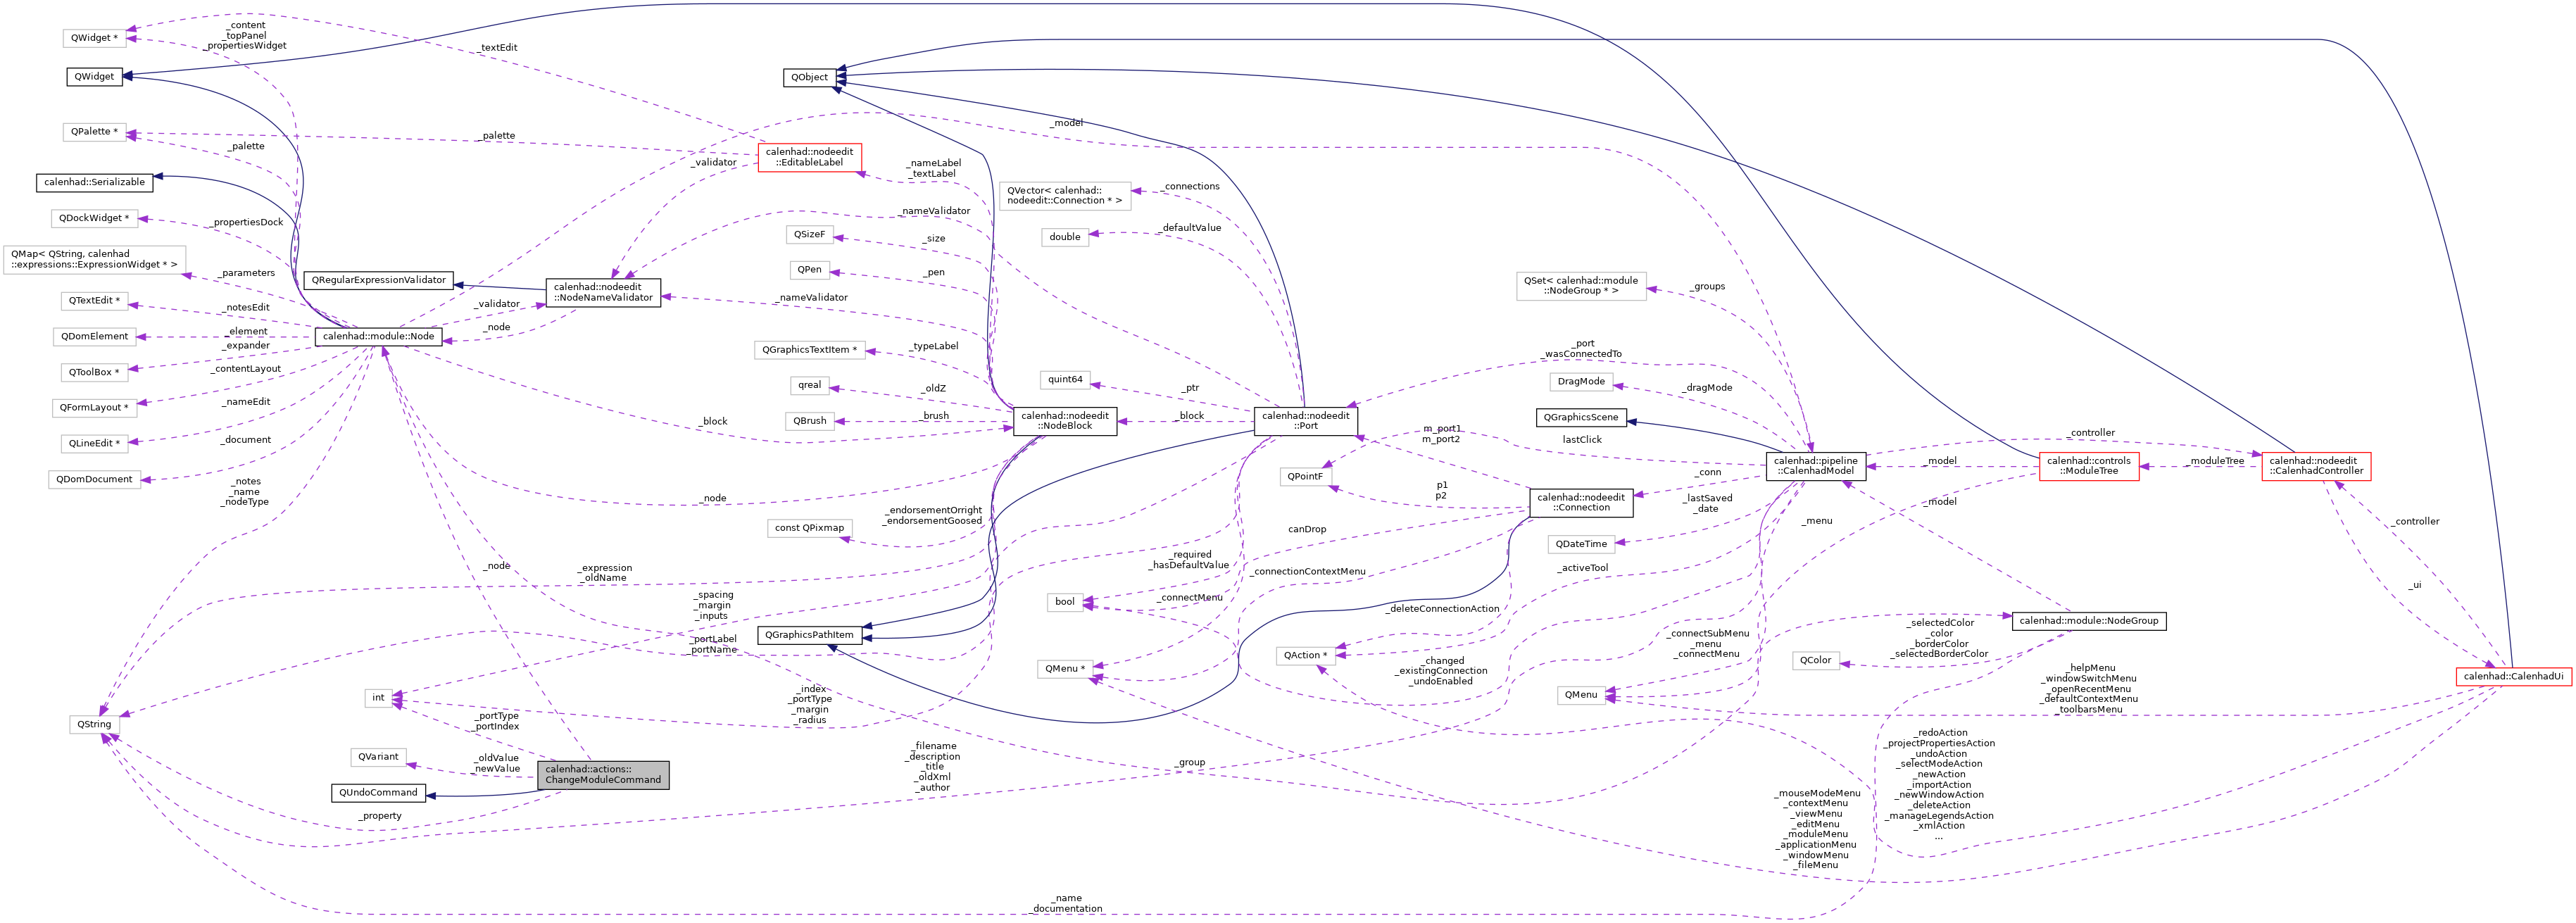 QWidget *
QWidget
QPalette *
calenhad::Serializable
QDockWidget *
QMap< QString, calenhad
::expressions::ExpressionWidget * >
QTextEdit *
QDomElement
QToolBox *
QFormLayout *
QLineEdit *
QDomDocument
QString
_content
_topPanel
_propertiesWidget
_palette
_propertiesDock
_parameters
_notesEdit
_element
_expander
_contentLayout
_nameEdit
_document
_notes
_name
_nodeType
QRegularExpressionValidator
calenhad::module::Node
int
QVariant
QUndoCommand
_property
_textEdit
_palette
_validator
_node
_node
_portType
_portIndex
_oldValue
_newValue
calenhad::nodeedit
::NodeNameValidator
calenhad::actions::
ChangeModuleCommand
_expression
_oldName
_validator
_block
_node
_spacing
_margin
_inputs
_portLabel
_portName
QObject
calenhad::nodeedit
::EditableLabel
QSizeF
QPen
_nameValidator
QGraphicsTextItem *
qreal
QBrush
const QPixmap
QGraphicsPathItem
_index
_portType
_margin
_radius
_nameLabel
_textLabel
_nameValidator
_size
_pen
_typeLabel
_oldZ
_brush
_endorsementOrright
_endorsementGoosed
_filename
_description
_title
_oldXml
_author
_model
QVector< calenhad::
nodeedit::Connection * >
double
quint64
calenhad::nodeedit
::NodeBlock
bool
QMenu *
_name
_documentation
_connections
_defaultValue
_ptr
_block
_required
_hasDefaultValue
_connectMenu
_group
calenhad::nodeedit
::Port
QPointF
canDrop
_connectionContextMenu
QAction *
m_port1
m_port2
p1
p2
_deleteConnectionAction
_changed
_existingConnection
_undoEnabled
QSet< calenhad::module
::NodeGroup * >
_port
_wasConnectedTo
DragMode
QGraphicsScene
lastClick
calenhad::nodeedit
::Connection
QDateTime
_activeTool
QMenu
_groups
_dragMode
_conn
_lastSaved
_date
_connectSubMenu
_menu
_connectMenu
calenhad::pipeline
::CalenhadModel
_menu
QColor
_mouseModeMenu
_contextMenu
_viewMenu
_editMenu
_moduleMenu
_applicationMenu
_windowMenu
_fileMenu
_model
_model
_selectedColor
_color
_borderColor
_selectedBorderColor
_redoAction
_projectPropertiesAction
_undoAction
_selectModeAction
_newAction
_importAction
_newWindowAction
_deleteAction
_manageLegendsAction
_xmlAction
...
_controller
calenhad::controls
::ModuleTree
calenhad::module::NodeGroup
_helpMenu
_windowSwitchMenu
_openRecentMenu
_defaultContextMenu
_toolbarsMenu
_moduleTree
calenhad::nodeedit
::CalenhadController
_controller
_ui
calenhad::CalenhadUi